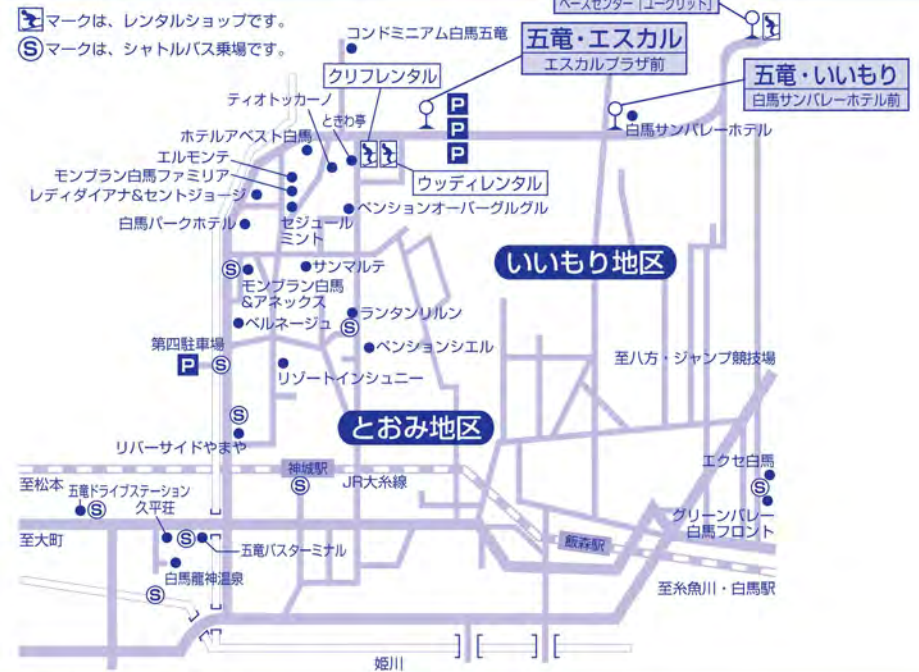 マークは、レンタルショップです。
Ⓢマークは、シャトルバス乗場です。
ベースセンター「エーグリット」
コンドミニアム白馬五竜
五竜・エスカル
エスカルプラザ前
クリフレンタル
五竜・いいもり
白馬サンバレーホテル前
ティオトッカーノ
ときわ亭
P
P
P
白馬サンバレーホテル
ホテルアベスト白馬
エルモンテ
モンブラン白馬ファミリア
ウッディレンタル
レディダイアナ&セントジョージ
ペンションオーバーグルグル
白馬パークホテル
セジュール
ミント
いいもり地区
サンマルテ
Ⓢ
モンブラン白馬
&アネックス
ランタンリルン
Ⓢ
ベルネージュ
第四駐車場
P Ⓢ
ペンションシエル
至八方・ジャンプ競技場
リゾートインシュニー
Ⓢ
とおみ地区
リバーサイドやまや
神城駅
Ⓢ
JR大糸線
エクセ白馬
Ⓢ
グリーンバレー
白馬フロント
至松本
五竜ドライブステーション
Ⓢ
久平荘
至大町
Ⓢ
五竜バスターミナル
飯森駅
白馬龍神温泉
Ⓢ
至糸魚川・白馬駅
姫川